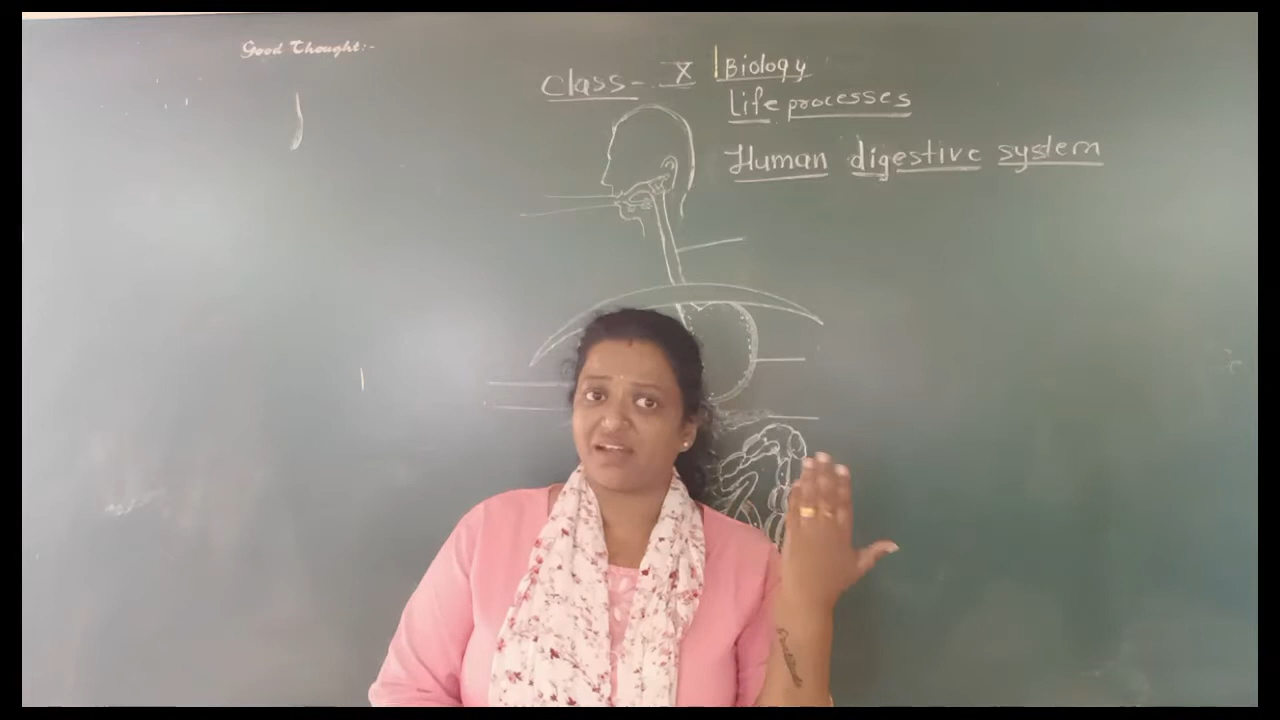 Good Thought:-
Class- X Biology
Life processes
Human digestive system